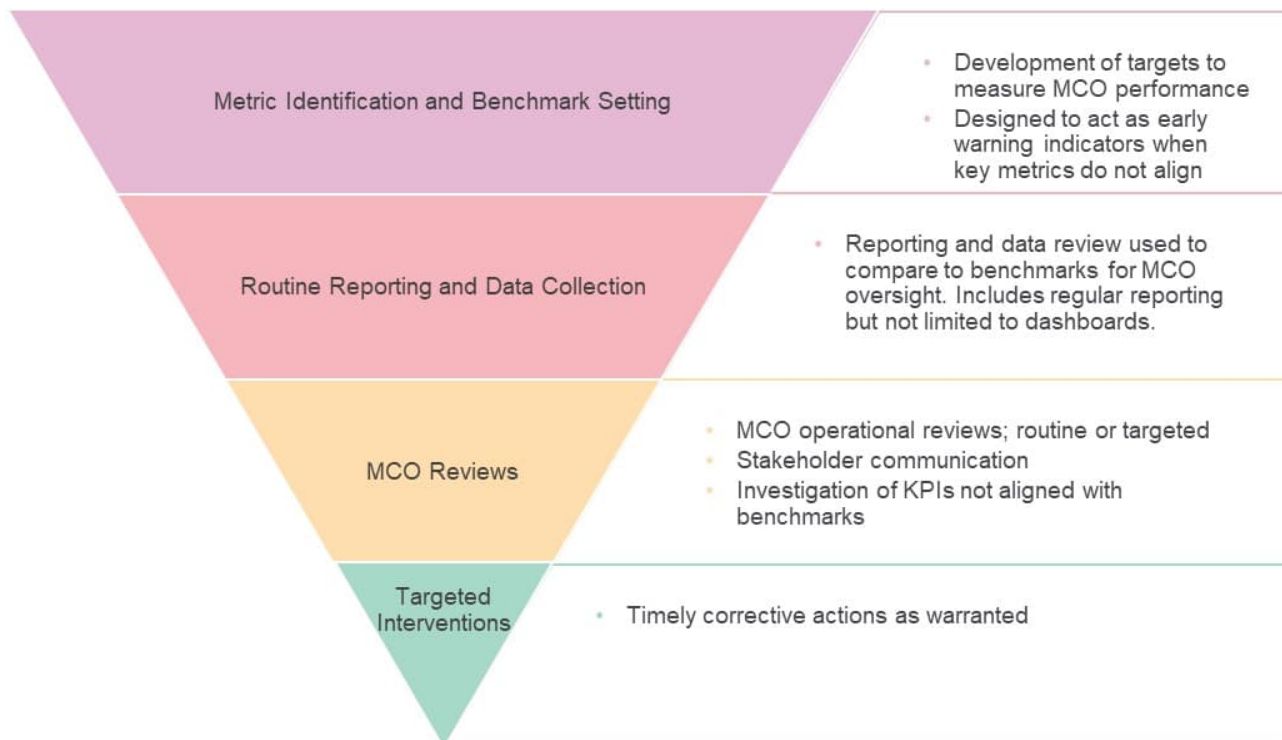 Metric Identification and Benchmark Setting
• Development of targets to
measure MCO performance
• Designed to act as early
warning indicators when
key metrics do not align
Routine Reporting and Data Collection
• Reporting and data review used to
compare to benchmarks for MCO
oversight. Includes regular reporting
but not limited to dashboards.
MCO Reviews
• MCO operational reviews; routine or targeted
• Stakeholder communication
• Investigation of KPIs not aligned with
benchmarks
Targeted
Interventions
• Timely corrective actions as warranted